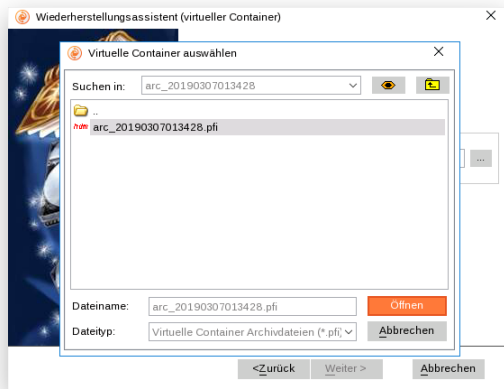 Wiederherstellungsassistent (virtueller Container)
Virtuelle Container auswählen
Suchen in: arc_20190307013428
..
hdm arc_20190307013428.pfi
...
Dateiname: arc_20190307013428.pfi Öffnen
Dateityp: Virtuelle Container Archivdateien (*.pfi) Abbrechen
<Zurück Weiter > Abbrechen